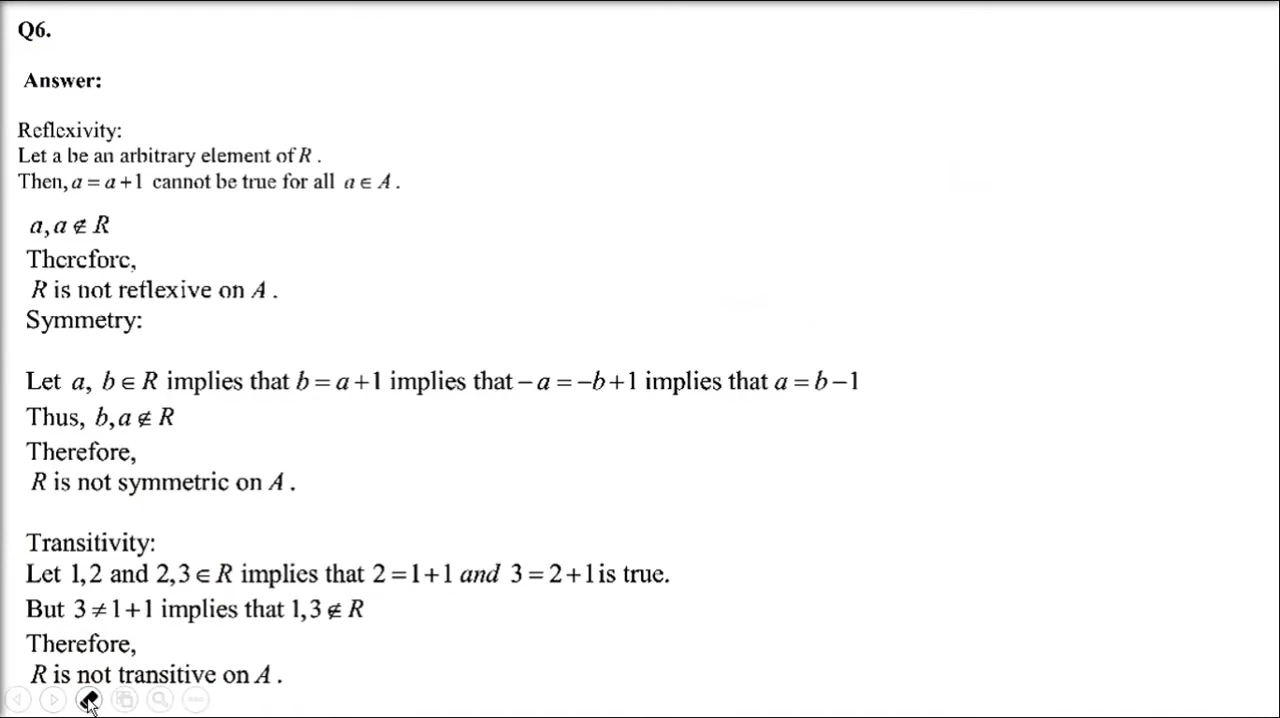 Q6.
Answer:
Reflexivity:
Let a be an arbitrary element of R .
Then, a = a +1 cannot be true for all a ∈ A .
a, a ∉ R
Therefore,
R is not reflexive on A .
Symmetry:
Let a, b ∈ R implies that b = a +1 implies that − a = −b +1 implies that a = b −1
Thus, b, a ∉ R
Therefore,
R is not symmetric on A .
Transitivity:
Let 1,2 and 2,3 ∈ R implies that 2 = 1+1 and 3 = 2 +1 is true.
But 3 ≠ 1+1 implies that 1,3 ∉ R
Therefore,
R is not transitive on A .